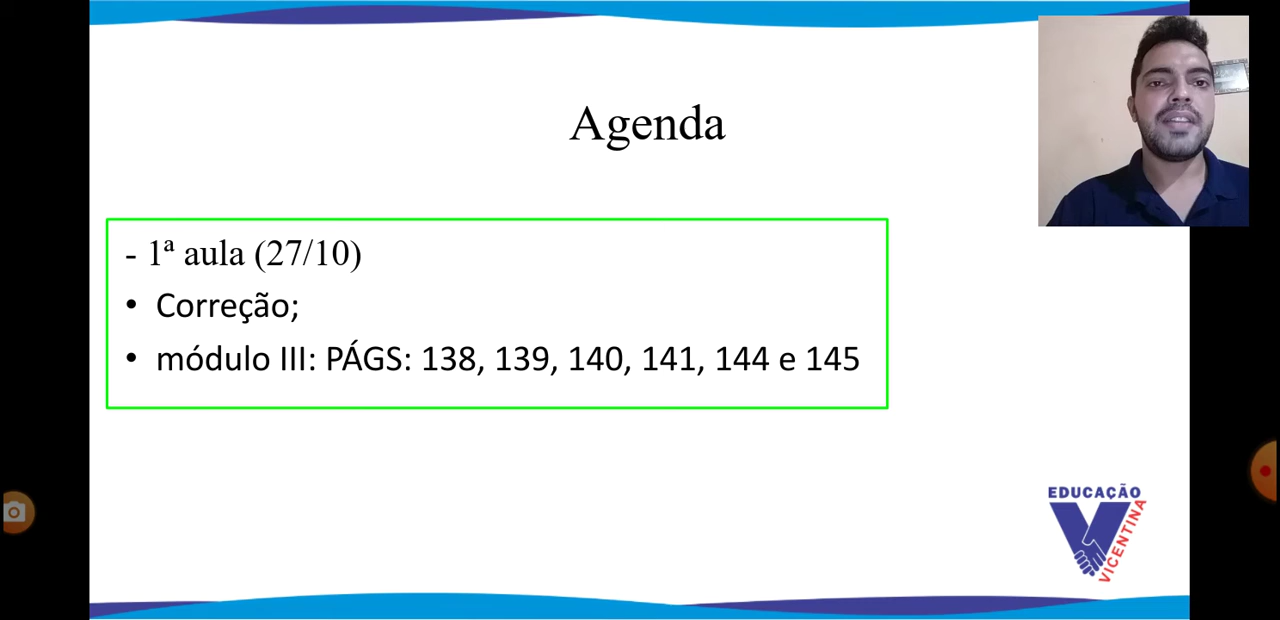 Agenda
- 1ª aula (27/10)
• Correção;
• módulo III: PÁGS: 138, 139, 140, 141, 144 e 145
EDUCAÇÃO
VICENTINA